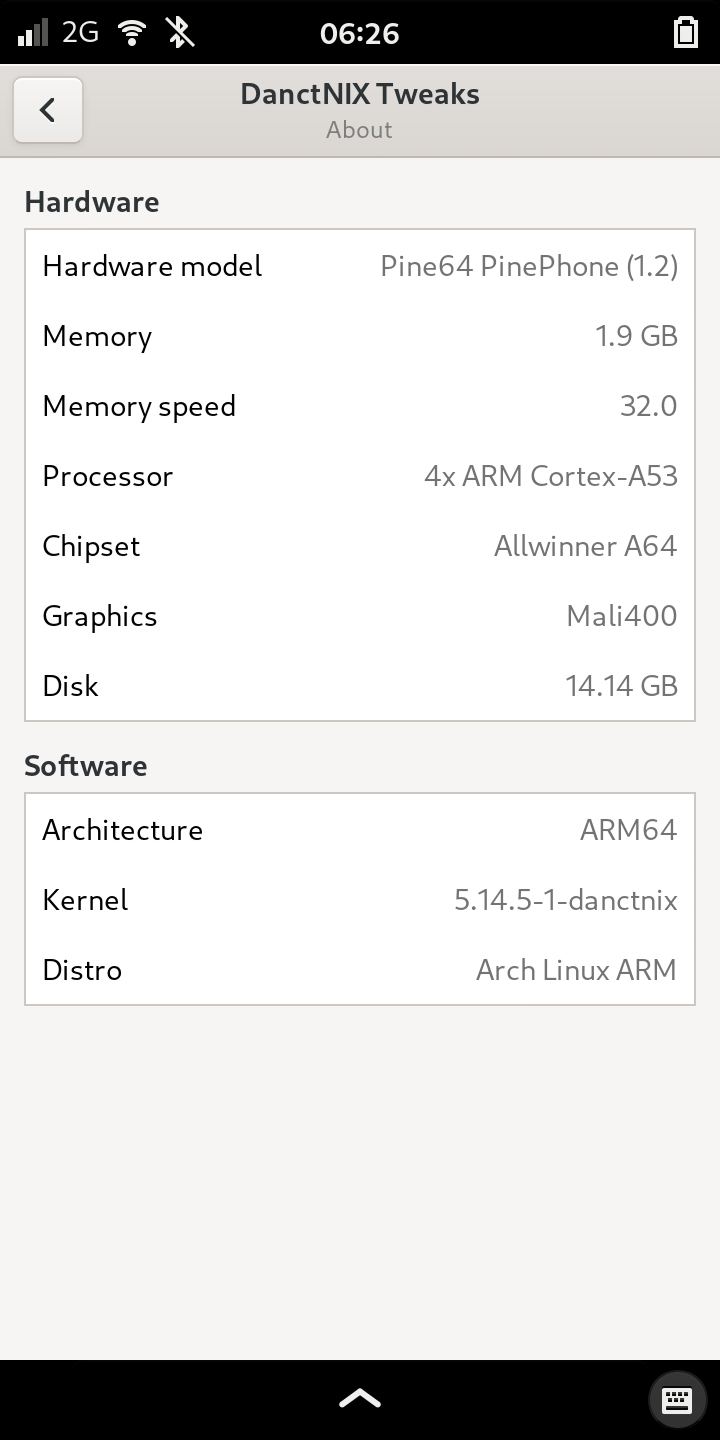 2G 06:26
DanctNIX Tweaks
About
Hardware
Hardware model Pine64 PinePhone (1.2)
Memory 1.9 GB
Memory speed 32.0
Processor 4x ARM Cortex-A53
Chipset Allwinner A64
Graphics Mali400
Disk 14.14 GB
Software
Architecture ARM64
Kernel 5.14.5-1-danctnix
Distro Arch Linux ARM